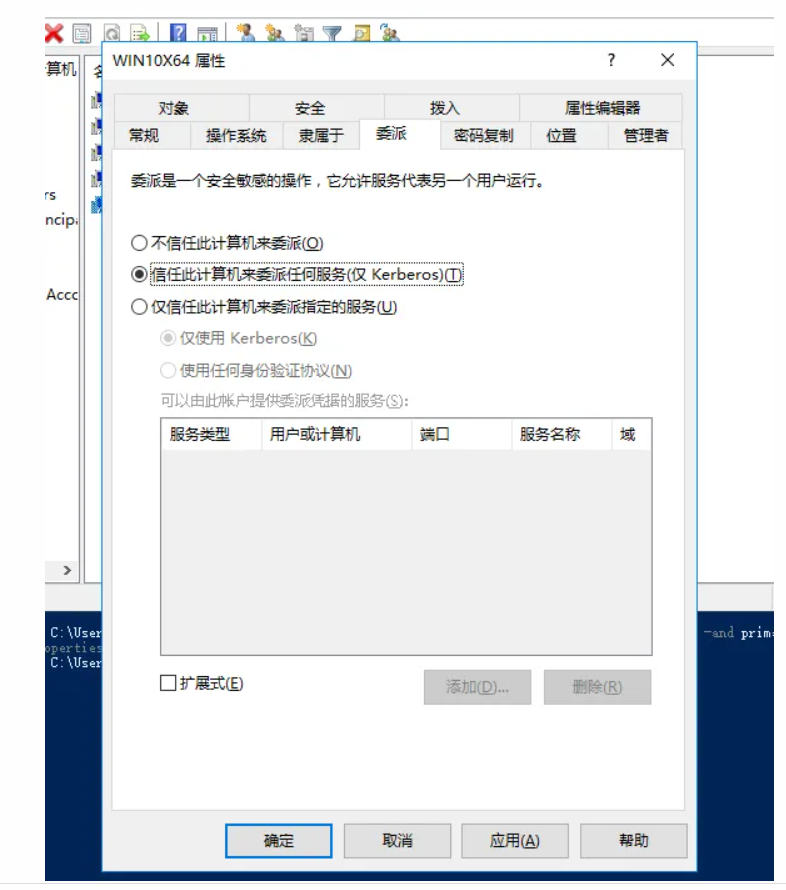 WIN10X64 属性
?
算机
对象 安全 拨入 属性编辑器
常规 操作系统 隶属于 委派 密码复制 位置 管理者
委派是一个安全敏感的操作，它允许服务代表另一个用户运行。
rs
ncip
不信任此计算机来委派(O)
信任此计算机来委派任何服务(仅 Kerberos)(T)
Acco
仅信任此计算机来委派指定的服务(U)
仅使用 Kerberos(K)
使用任何身份验证协议(N)
可以由此帐户提供委派凭据的服务(S):
服务类型 用户或计算机 端口 服务名称 域
C:\User
-and prim
operties
C:\User
扩展式(E)
添加(D)... 删除(R)
确定 取消 应用(A) 帮助